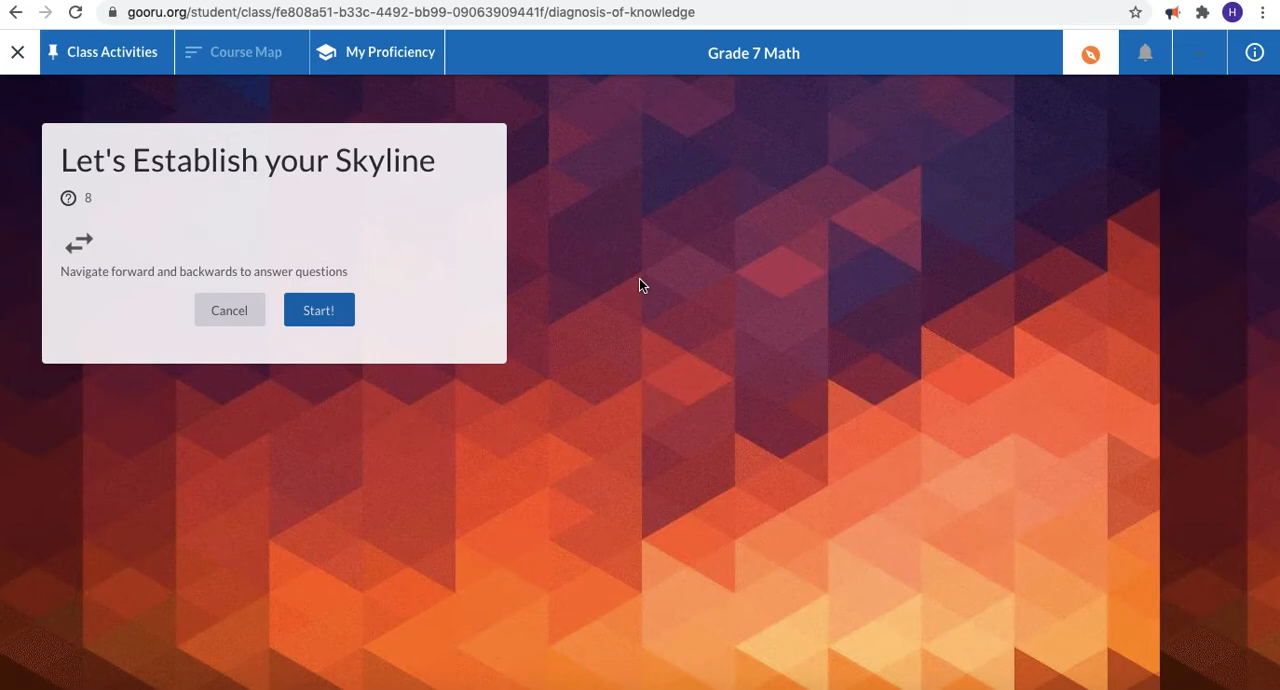 gooru.org/student/class/fe808a51-b33c-4492-bb99-09063909441f/diagnosis-of-knowledge
H
Class Activities
Course Map
My Proficiency
Grade 7 Math
Let's Establish your Skyline
8
Navigate forward and backwards to answer questions
Cancel
Start!